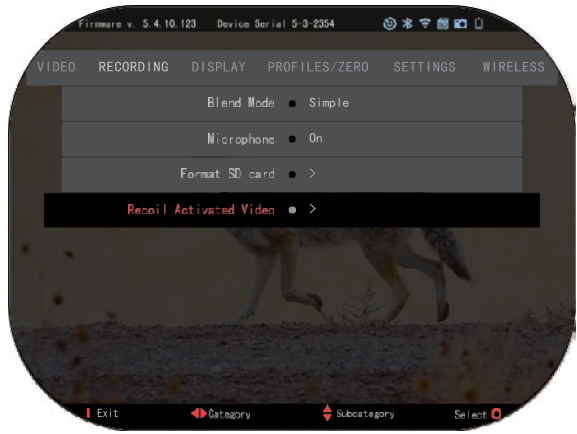 Firmware v. 5.4.10.123 Device Serial 5-3-2354
VIDEO RECORDING DISPLAY PROFILES/ZERO SETTINGS WIRELESS
Blend Mode ● Simple
Microphone ● On
Format SD card ● >
Recoil Activated Video ● >
Exit Category Subcategory Select